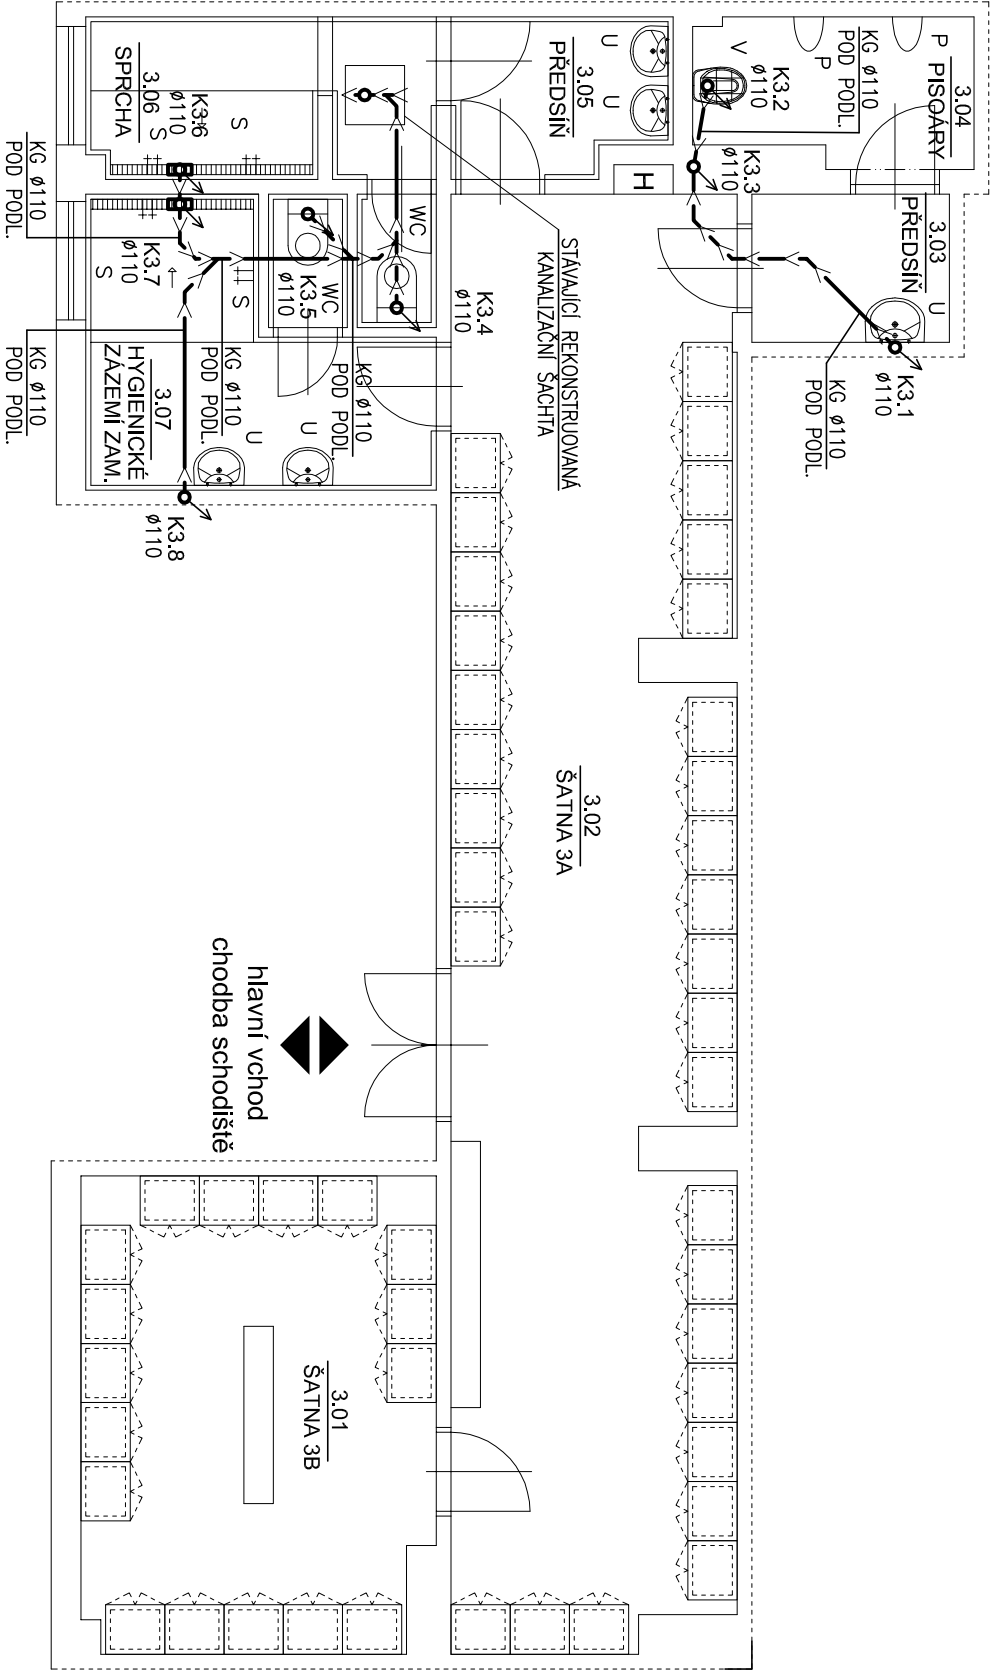 3.04
PISOÁRY
P
P
KG Ø110
POD PODL.
K3.2
Ø110
V
U
U
3.05
PŘEDSÍŇ
3.06
SPRCHA
K3.6
Ø110
S
S
K3.3
Ø110
H
3.03
PŘEDSÍŇ
U
K3.1
Ø110
KG Ø110
POD PODL.
STÁVAJÍCÍ REKONSTRUOVANÁ
KANALIZAČNÍ ŠACHTA
WC
K3.4
Ø110
WC
K3.5
Ø110
K3.7
Ø110
S
S
KG Ø110
POD PODL.
KG Ø110
POD PODL.
KG Ø110
POD PODL.
KG Ø110
POD PODL.
U
U
3.07
HYGIENICKÉ
ZÁZEMÍ ZAM.
K3.8
Ø110
3.02
ŠATNA 3A
hlavní vchod
chodba schodiště
3.01
ŠATNA 3B